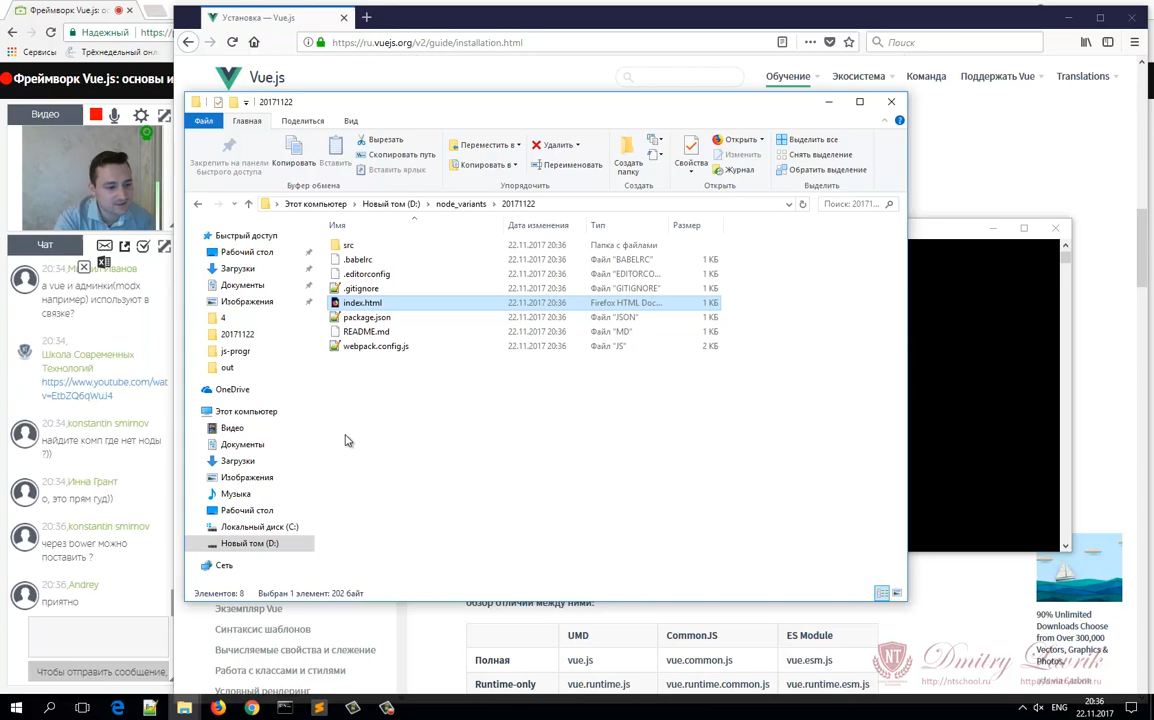 Фреймворк Vue.js: ос
Надежный
https://р
Сервисы
Трёхнедельный онл
Фреймворк Vue.js: основы и
Видео
Чат
20:34, 
а vue и админки(modx
например) используют в
связке?
20:34,
Школа Современных
Технологий
https://www.youtube.com/wat
v=EtbZQ6qWuJ4
20:34,konstantin smirnov
найдите комп где нет ноды
?))
20:34,Инна Грант
о, это прям гуд))
20:36,konstantin smirnov
через bower можно
поставить ?
20:36,Andrey
приятно
Чтобы отправить сообщение,
Установка — Vue.js
https://ru.vuejs.org/v2/guide/installation.html
Поиск
Vue.js
Обучение
Экосистема
Команда
Поддержать Vue
Translations
20171122
Файл
Главная
Поделиться
Вид
Закрепить на панели
быстрого доступа
Копировать
Вставить
Вырезать
Скопировать путь
Вставить ярлык
Буфер обмена
Переместить в
Копировать в
Удалить
Переименовать
Упорядочить
Создать
папку
Создать
Свойства
Открыть
Изменить
Журнал
Открыть
Выделить все
Снять выделение
Обратить выделение
Выделить
Этот компьютер > Новый том (D:) > node_variants > 20171122
Поиск: 20171...
Имя
Дата изменения
Тип
Размер
src 22.11.2017 20:36 Папка с файлами
.babelrc 22.11.2017 20:36 Файл "BABELRC" 1 КБ
.editorconfig 22.11.2017 20:36 Файл "EDITORCO... 1 КБ
.gitignore 22.11.2017 20:36 Файл "GITIGNORE" 1 КБ
index.html 22.11.2017 20:36 Firefox HTML Doc... 1 КБ
package.json 22.11.2017 20:36 Файл "JSON" 1 КБ
README.md 22.11.2017 20:36 Файл "MD" 1 КБ
webpack.config.js 22.11.2017 20:36 Файл "JS" 2 КБ
Быстрый доступ
Рабочий стол
Загрузки
Документы
Изображения
4
20171122
js-progr
out
OneDrive
Этот компьютер
Видео
Документы
Загрузки
Изображения
Музыка
Рабочий стол
Локальный диск (C:)
Новый том (D:)
Сеть
Элементов: 8
Выбран 1 элемент: 202 байт
обзор отличий между ними:
Экземпляр Vue
Синтаксис шаблонов
Вычисляемые свойства и слежение
Работа с классами и стилями
Условный рендеринг
UMD CommonJS ES Module
Полная vue.js vue.common.js vue.esm.js
Runtime-only vue.runtime.js vue.runtime.common.js vue.runtime.esm.js
90% Unlimited
Downloads Choose
from Over 300,000
Vectors, Graphics &
Photos.
NT
Dmitry Lavrik
http://ntschool.ru
ENG
20:36
22.11.2017